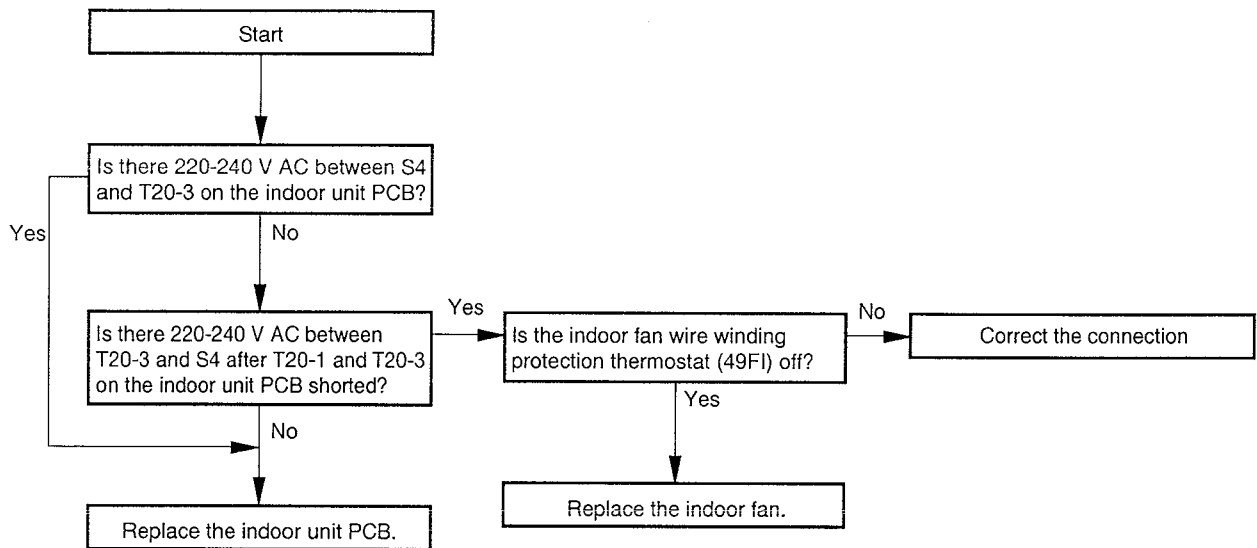 Start
Is there 220-240 V AC between S4
and T20-3 on the indoor unit PCB?
Yes
No
Is there 220-240 V AC between
T20-3 and S4 after T20-1 and T20-3
on the indoor unit PCB shorted?
Yes
Is the indoor fan wire winding
protection thermostat (49FI) off?
No
Correct the connection
No
Yes
Replace the indoor unit PCB.
Replace the indoor fan.